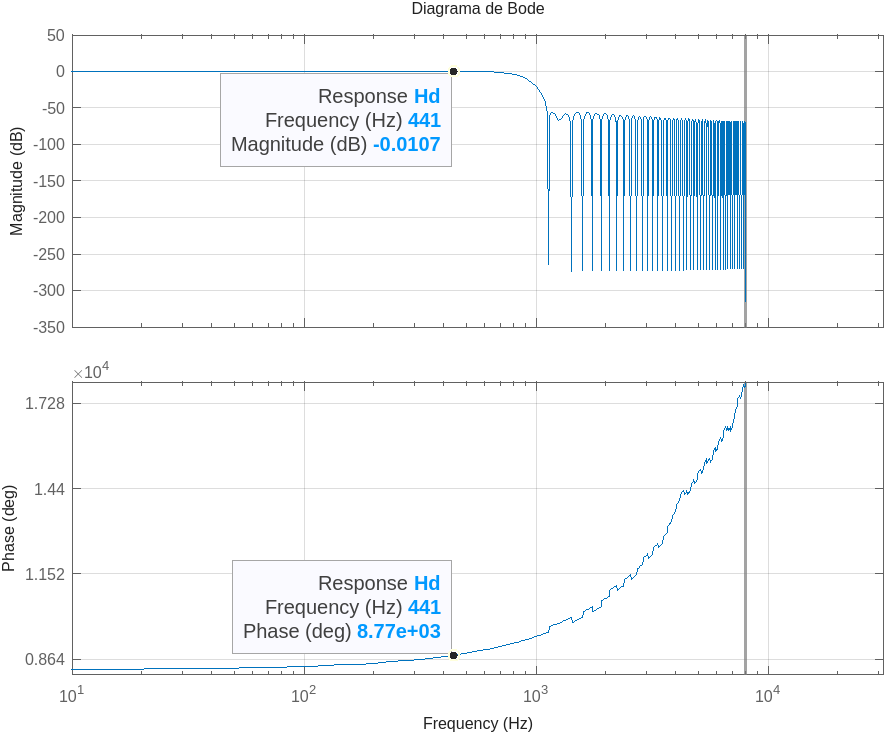 Diagrama de Bode
50
0
-50
-100
-150
-200
-250
-300
-350
Magnitude (dB)
Response Hd
Frequency (Hz) 441
Magnitude (dB) -0.0107
×10⁴
1.728
1.44
1.152
0.864
Phase (deg)
Response Hd
Frequency (Hz) 441
Phase (deg) 8.77e+03
10¹ 10² 10³ 10⁴
Frequency (Hz)